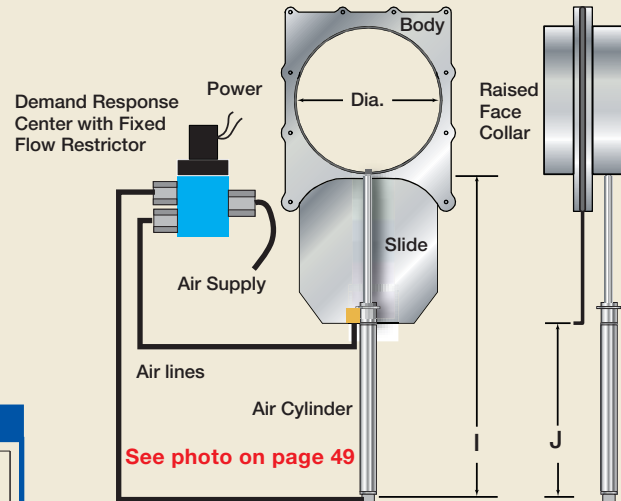 Body
Power
Dia.
Demand Response
Center with Fixed
Flow Restrictor
Raised
Face
Collar
Slide
Air Supply
Air lines
Air Cylinder
See photo on page 49
I
J